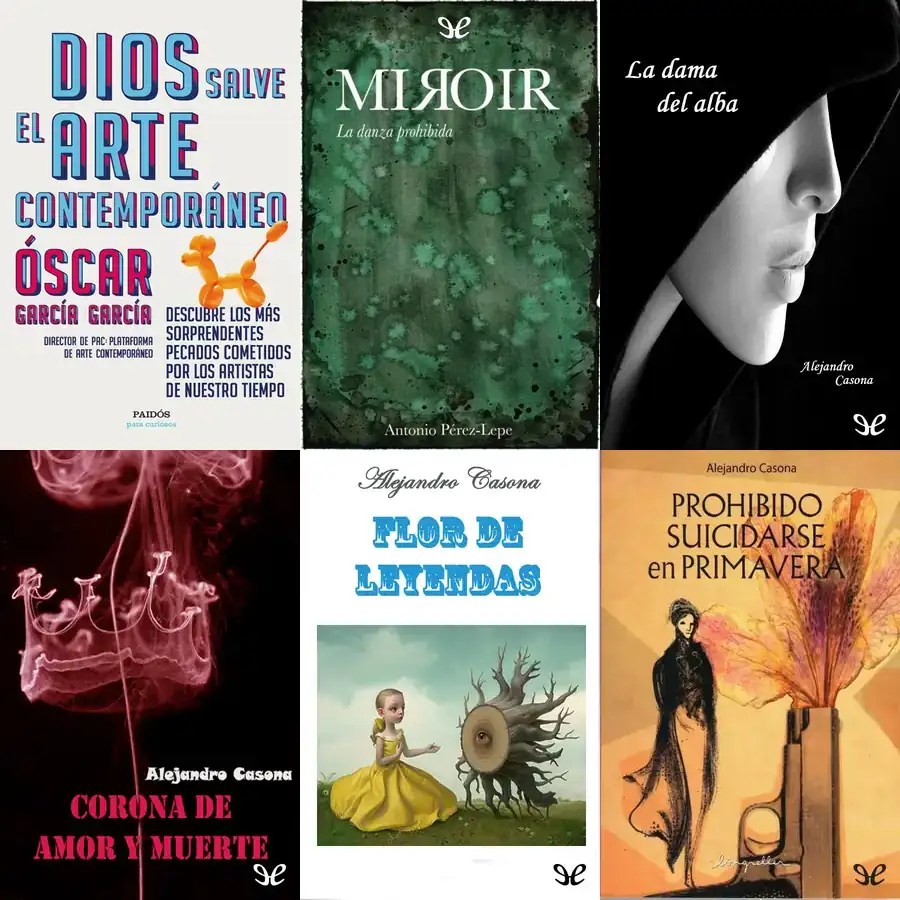 DIOS SALVE
EL ARTE
CONTEMPORÁNEO
ÓSCAR
GARCÍA GARCÍA
DIRECTOR DE PAC: PLATAFORMA
DE ARTE CONTEMPORÁNEO
DESCUBRE LOS MÁS
SORPRENDENTES
PECADOS COMETIDOS
POR LOS ARTISTAS
DE NUESTRO TIEMPO
PAIDÓS
para curiosos
MIROIR
La danza prohibida
Antonio Pérez-Lepe
La dama
del alba
Alejandro
Casona
Alejandro Casona
CORONA DE
AMOR Y MUERTE
Alejandro Casona
FLOR DE
LEYENDAS
Alejandro Casona
PROHIBIDO
SUICIDARSE
en PRIMAVERA
longseller